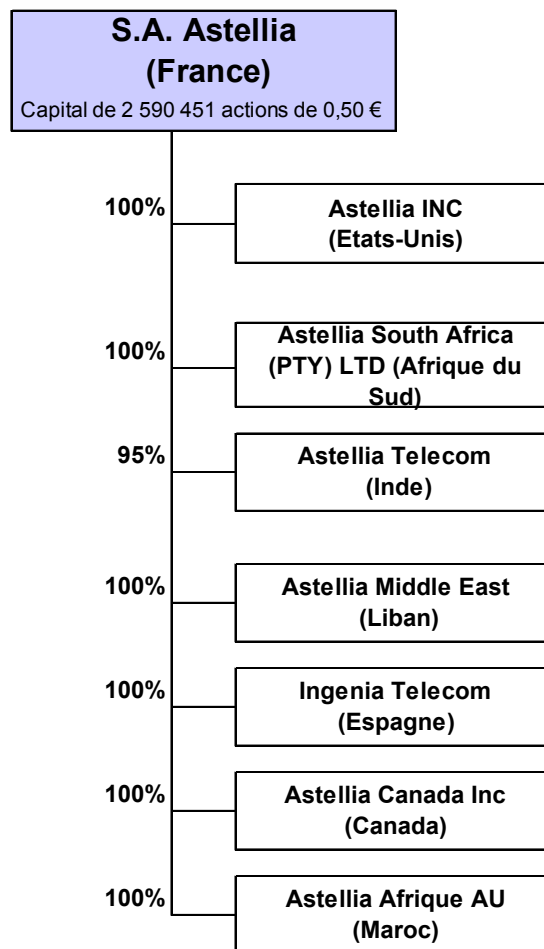 S.A. Astellia
(France)
Capital de 2 590 451 actions de 0,50 €
100%
Astellia INC
(Etats-Unis)
100%
Astellia South Africa
(PTY) LTD (Afrique du
Sud)
95%
Astellia Telecom
(Inde)
100%
Astellia Middle East
(Liban)
100%
Ingenia Telecom
(Espagne)
100%
Astellia Canada Inc
(Canada)
100%
Astellia Afrique AU
(Maroc)